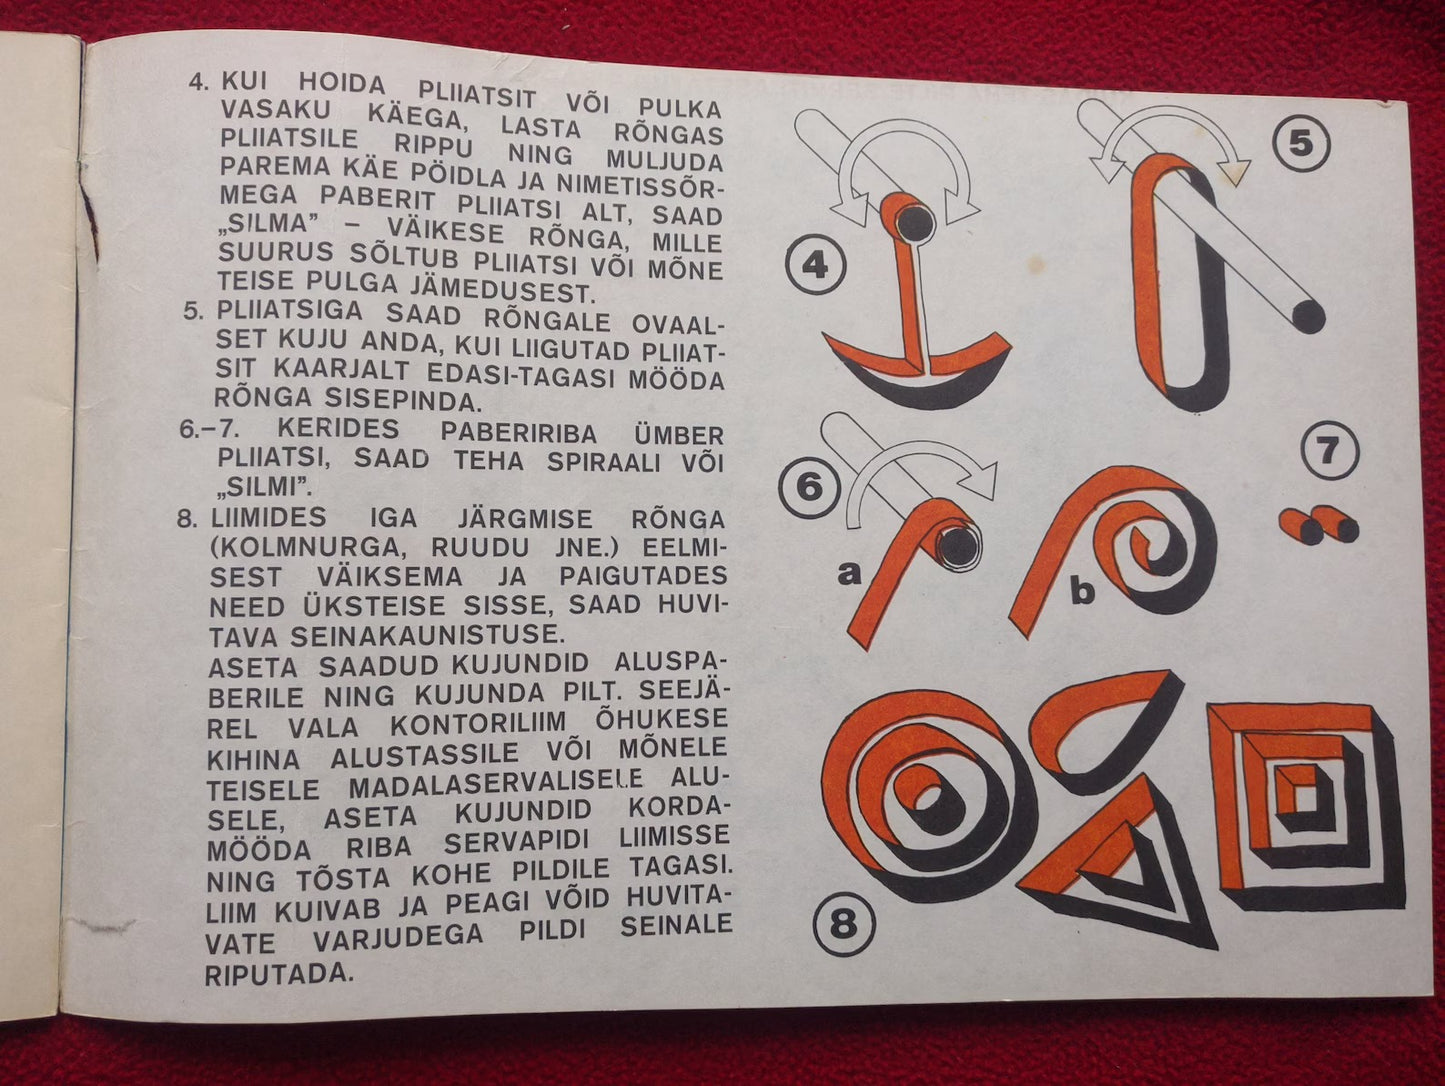 4. KUI HOIDA PLIIATSIT VÕI PULKA
VASAKU KÄEGA, LASTA RÕNGAS
PLIIATSILE RIPPU NING MULJUDA
PAREMA KÄE PÖIDLA JA NIMETISSÕR-
MEGA PABERIT PLIIATSI ALT, SAAD
„SILMA” – VÄIKESE RÕNGA, MILLE
SUURUS SÕLTUB PLIIATSI VÕI MÕNE
TEISE PULGA JÄMEDUSEST.
5. PLIIATSIGA SAAD RÕNGALE OVAAL-
SET KUJU ANDA, KUI LIIGUTAD PLIIAT-
SIT KAARJALT EDASI-TAGASI MÖÖDA
RÕNGA SISEPINDA.
6.–7. KERIDES PABERIRIBA ÜMBER
PLIIATSI, SAAD TEHA SPIRAALI VÕI
„SILMI”.
8. LIIMIDES IGA JÄRGMISE RÕNGA
(KOLMNURGA, RUUDU JNE.) EELMI-
SEST VÄIKSEMA JA PAIGUTADES
NEED ÜKSTEISE SISSE, SAAD HUVI-
TAVA SEINAKAUNISTUSE.
ASETA SAADUD KUJUNDID ALUSPA-
BERILE NING KUJUNDA PILT. SEEJÄ-
REL VALA KONTORILIIM ÕHUKESE
KIHINA ALUSTASSILE VÕI MÕNELE
TEISELE MADALASERVALISELE ALU-
SELE, ASETA KUJUNDID KORDA-
MÖÖDA RIBA SERVAPIDI LIIMISSE
NING TÕSTA KOHE PILDILE TAGASI.
LIIM KUIVAB JA PEAGI VÕID HUVITA-
VATE VARJUDEGA PILDI SEINALE
RIPUTADA.
4
5
6
a
b
7
8